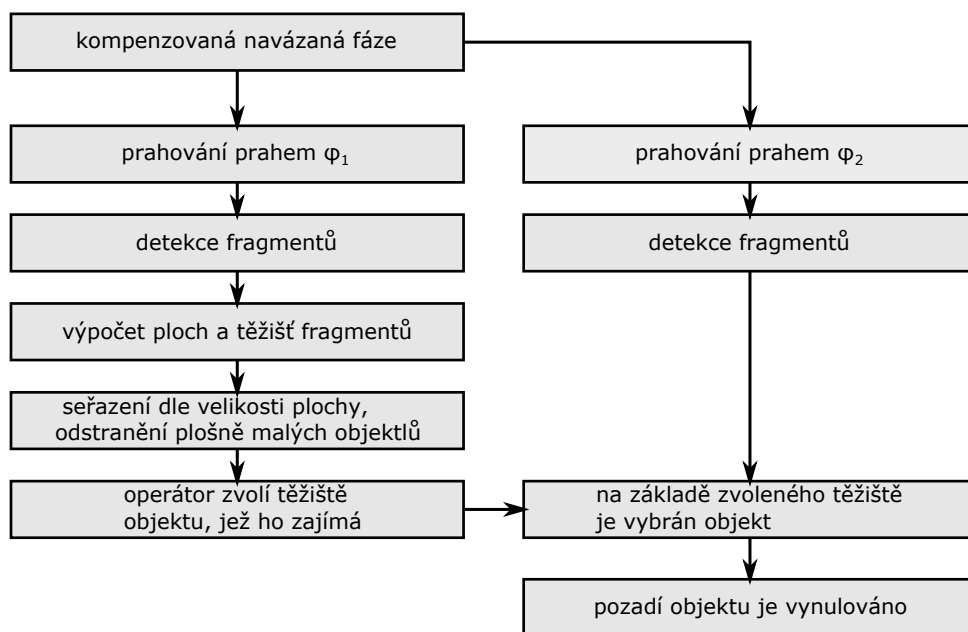 kompenzovaná navázaná fáze
prahování prahem φ₁
prahování prahem φ₂
detekce fragmentů
detekce fragmentů
výpočet ploch a těžišť fragmentů
seřazení dle velikosti plochy,
odstranění plošně malých objektlů
operátor zvolí těžiště
objektu, jež ho zajímá
na základě zvoleného těžiště
je vybrán objekt
pozadí objektu je vynulováno